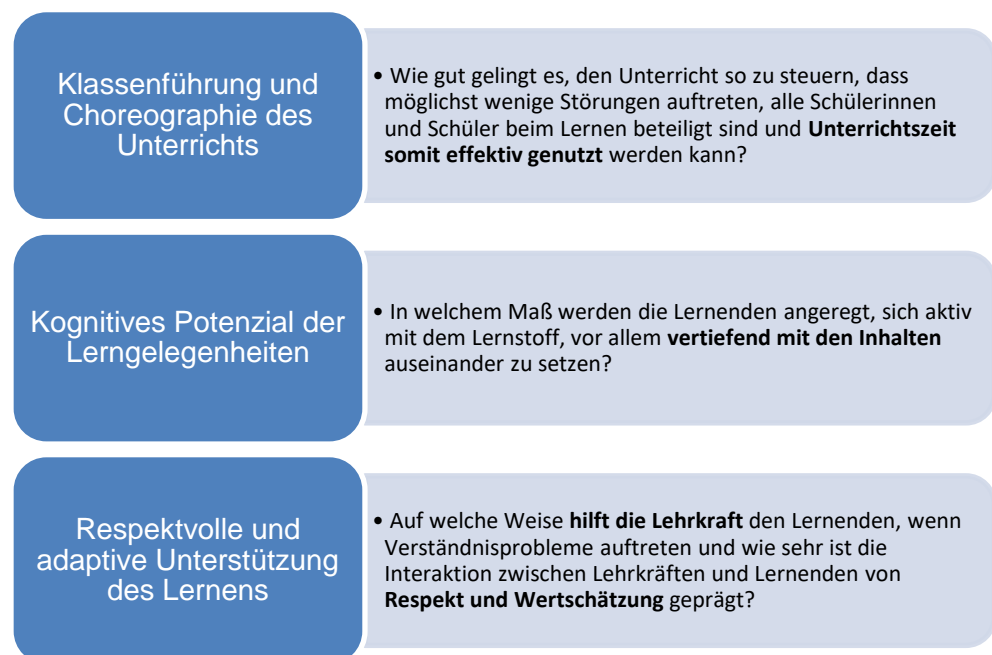 Klassenführung und
Choreographie des
Unterrichts
• Wie gut gelingt es, den Unterricht so zu steuern, dass
möglichst wenige Störungen auftreten, alle Schülerinnen
und Schüler beim Lernen beteiligt sind und Unterrichtszeit
somit effektiv genutzt werden kann?
Kognitives Potenzial der
Lerngelegenheiten
• In welchem Maß werden die Lernenden angeregt, sich aktiv
mit dem Lernstoff, vor allem vertiefend mit den Inhalten
auseinander zu setzen?
Respektvolle und
adaptive Unterstützung
des Lernens
• Auf welche Weise hilft die Lehrkraft den Lernenden, wenn
Verständnisprobleme auftreten und wie sehr ist die
Interaktion zwischen Lehrkräften und Lernenden von
Respekt und Wertschätzung geprägt?